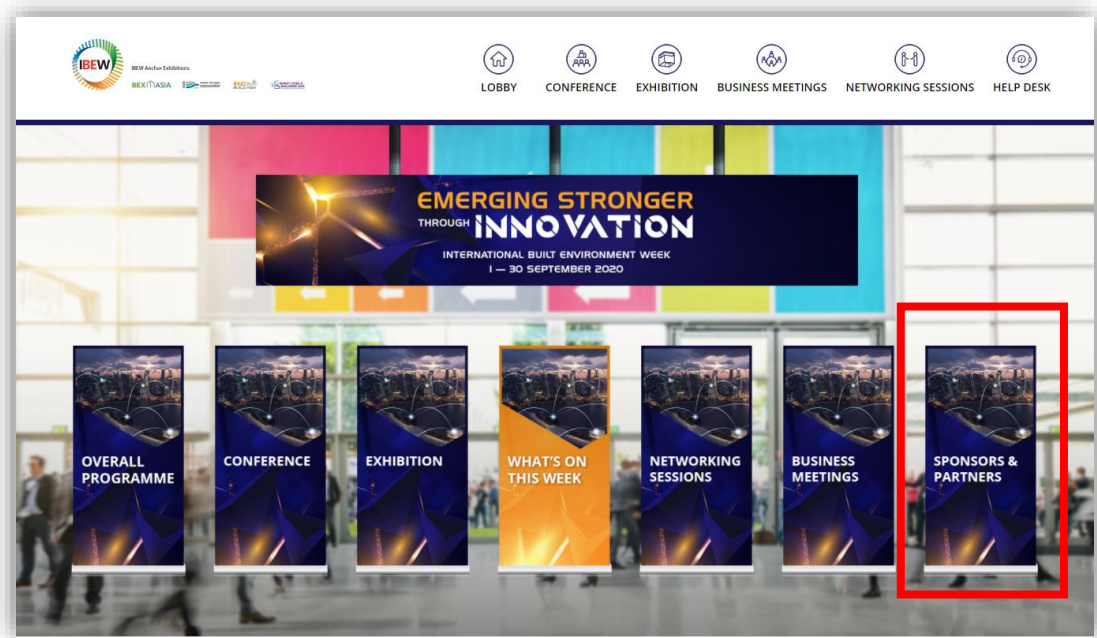 IBEW
IBEW Anchor Exhibitions
BEX ASIA
LOBBY
CONFERENCE
EXHIBITION
BUSINESS MEETINGS
NETWORKING SESSIONS
HELP DESK
EMERGING STRONGER
THROUGH INNOVATION
INTERNATIONAL BUILT ENVIRONMENT WEEK
1 — 30 SEPTEMBER 2020
OVERALL
PROGRAMME
CONFERENCE
EXHIBITION
WHAT'S ON
THIS WEEK
NETWORKING
SESSIONS
BUSINESS
MEETINGS
SPONSORS &
PARTNERS